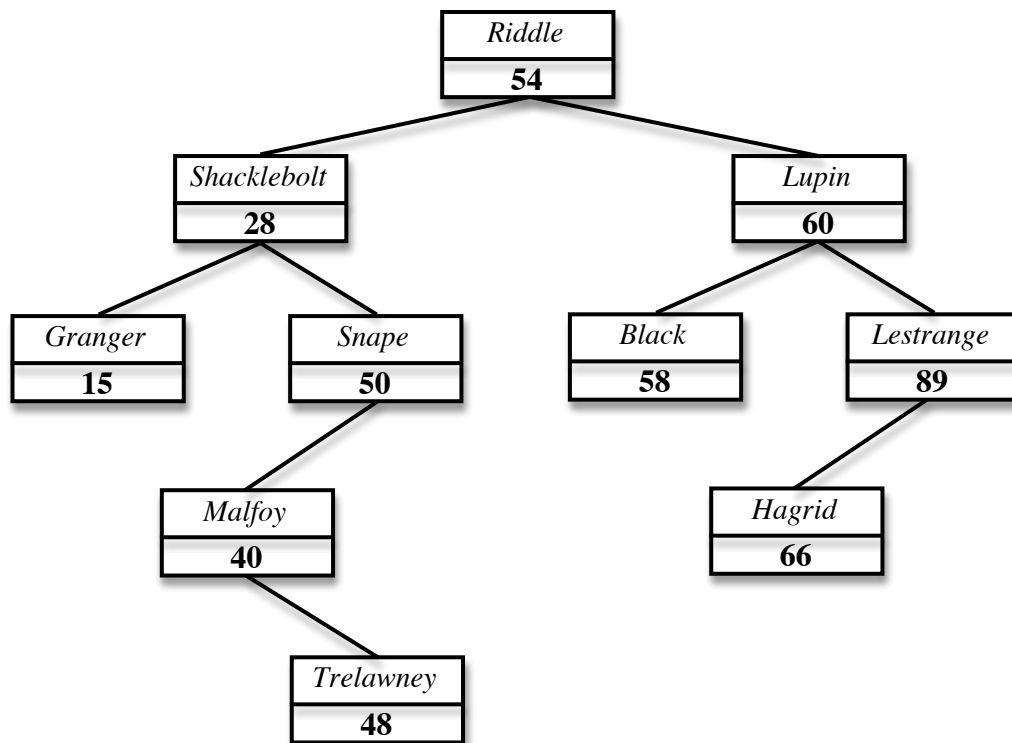 Riddle
54
Shacklebolt
28
Lupin
60
Granger
15
Snape
50
Black
58
Lestrange
89
Malfoy
40
Hagrid
66
Trelawney
48